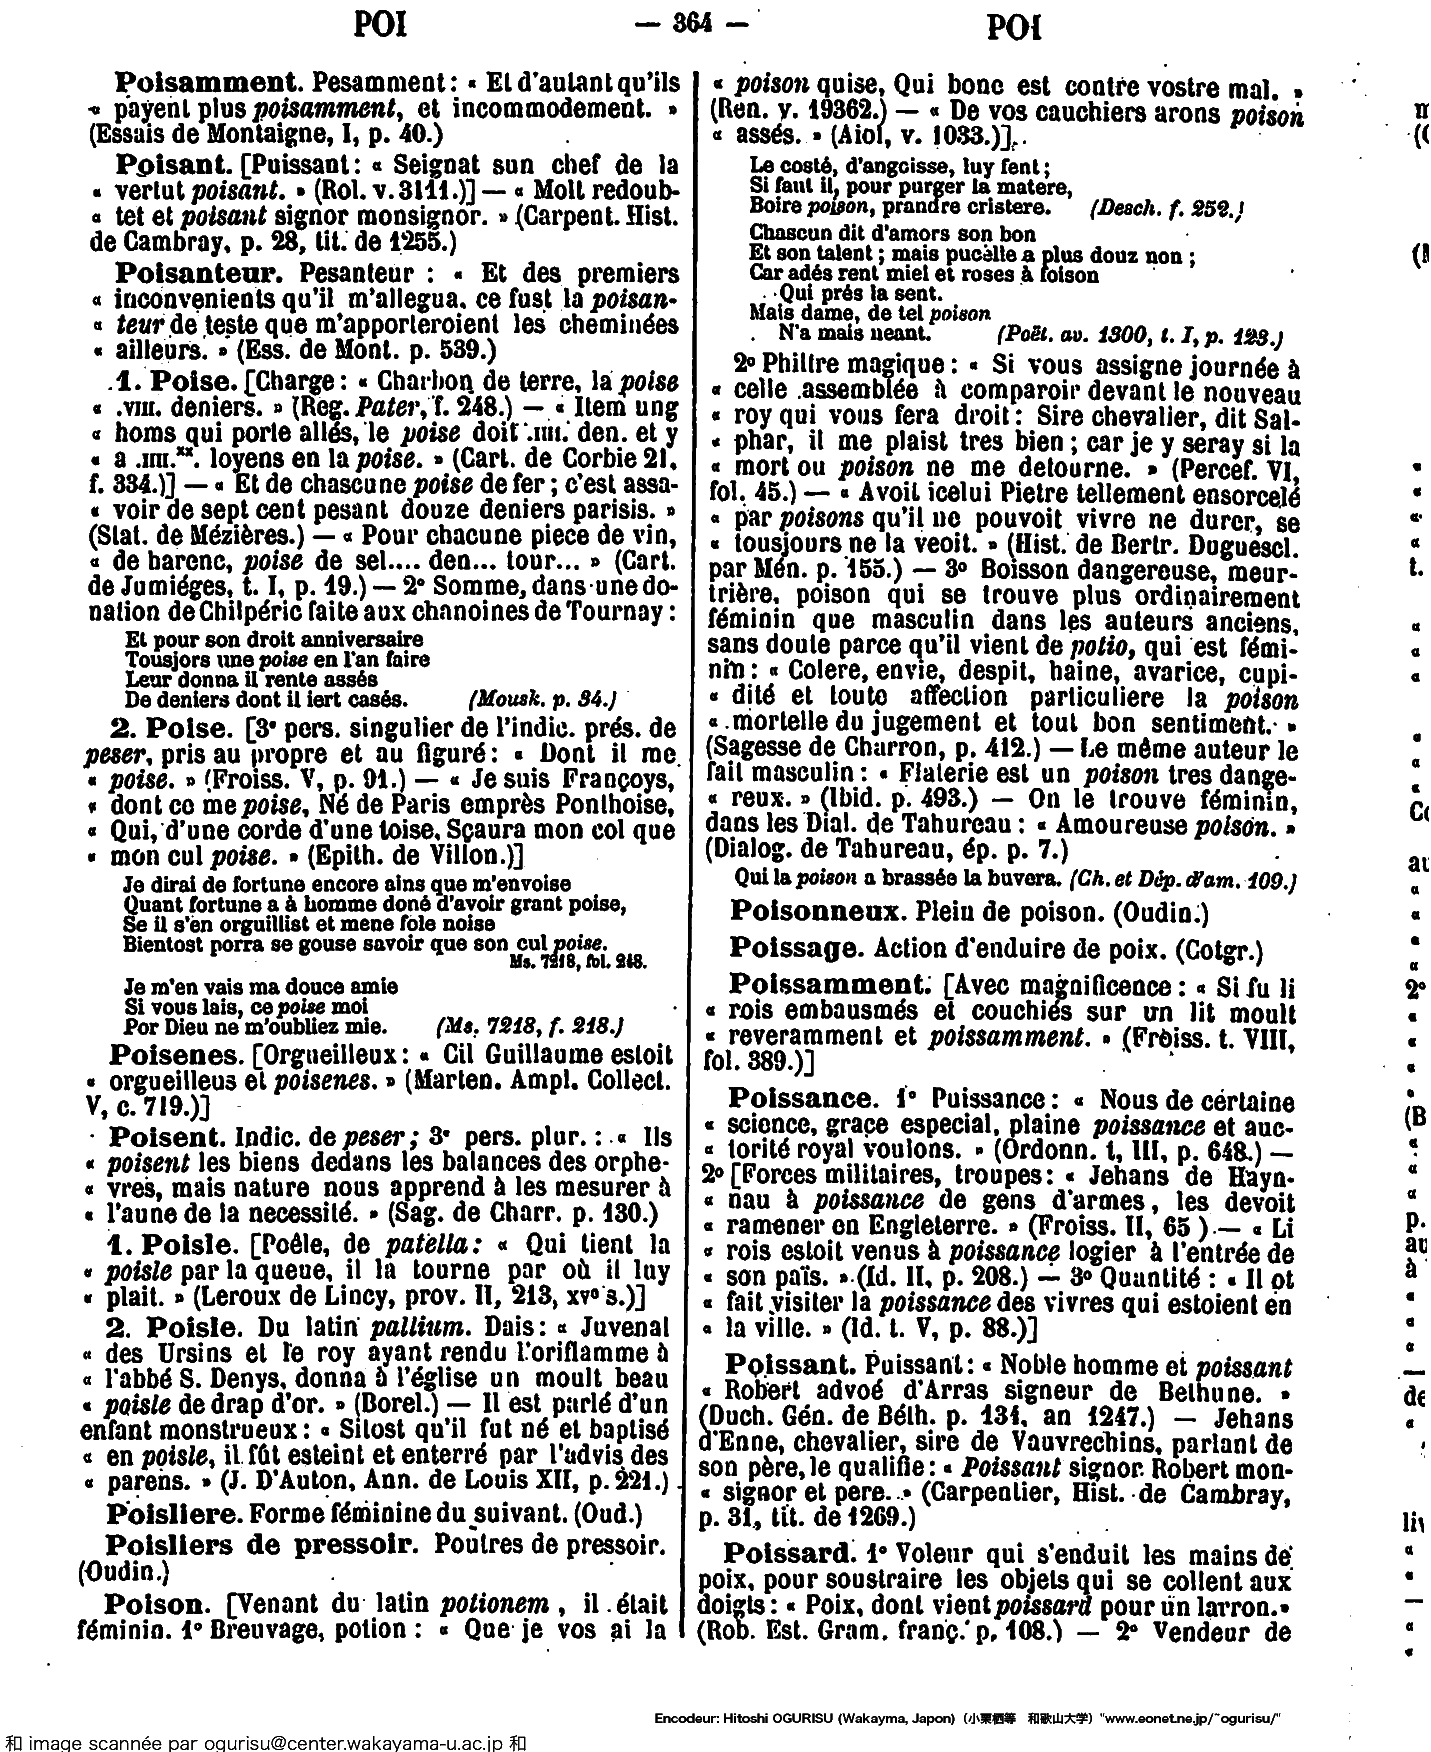 POI
— 364 —
POI
Poisamment. Pesamment : « Et d'autant qu'ils
« payent plus poisamment, et incommodement. »
(Essais de Montaigne, I, p. 40.)
Poisant. [Puissant : « Seignat sun chef de la
« vertut poisant. » (Rol. v. 3111.)] — « Molt redoub-
« tet et poisant signor monsignor. » (Carpent. Hist.
de Cambray, p. 28, tit. de 1255.)
Poisanteur. Pesanteur : « Et des premiers
« inconvenients qu'il m'allegua, ce fust la poisan-
« teur de teste que m'apporteroient les cheminées
« ailleurs. » (Ess. de Mont. p. 539.)
1. Poise. [Charge : « Charbon de terre, la poise
« .VIII. deniers. » (Reg. Pater, f. 248.) — « Item ung
« homs qui porte allés, le poise doit .IIII. den. et y
« a .IIII.xx. loyens en la poise. » (Cart. de Corbie 21,
f. 334.)] — « Et de chascune poise de fer ; c'est assa-
« voir de sept cent pesant douze deniers parisis. »
(Stat. de Mézières.) — « Pour chacune piece de vin,
« de harenc, poise de sel.... den... tour... » (Cart.
de Jumiéges, t. I, p. 19.) — 2° Somme, dans une do-
nation de Chilpéric faite aux chanoines de Tournay :
Et pour son droit anniversaire
Tousjors une poise en l'an faire
Leur donna il rente assés
De deniers dont il iert casés. (Mousk. p. 34.)
2. Poise. [3e pers. singulier de l'indic. prés. de
peser, pris au propre et au figuré : « Dont il me
« poise. » (Froiss. V, p. 91.) — « Je suis Françoys,
« dont ce me poise, Né de Paris emprès Ponthoise,
« Qui, d'une corde d'une toise, Sçaura mon col que
« mon cul poise. » (Epith. de Villon.)]
Je dirai de fortune encore ains que m'envoise
Quant fortune a à homme doné d'avoir grant poise,
Se il s'en orguillist et mene fole noise
Bientost porra se gouse savoir que son cul poise.
Ms. 7218, fol. 248.
Je m'en vais ma douce amie
Si vous lais, ce poise moi
Por Dieu ne m'oubliez mie. (Ms. 7218, f. 218.)
Poisenes. [Orgueilleux : « Cil Guillaume estoit
« orgueilleus et poisenes. » (Marten. Ampl. Collect.
V, c. 719.)]
Poisent. Indic. de peser ; 3e pers. plur. : « Ils
« poisent les biens dedans les balances des orphe-
« vres, mais nature nous apprend à les mesurer à
« l'aune de la necessité. » (Sag. de Charr. p. 130.)
1. Poisle. [Poêle, de patella : « Qui tient la
« poisle par la queue, il la tourne par où il luy
« plait. » (Leroux de Lincy, prov. II, 213, XVe s.)]
2. Poisle. Du latin pallium. Dais : « Juvenal
« des Ursins et le roy ayant rendu l'oriflamme à
« l'abbé S. Denys, donna à l'église un moult beau
« poisle de drap d'or. » (Borel.) — Il est parlé d'un
enfant monstrueux : « Sitost qu'il fut né et baptisé
« en poisle, il fût esteint et enterré par l'advis des
« parens. » (J. D'Auton, Ann. de Louis XII, p. 221.)
Poisliere. Forme féminine du suivant. (Oud.)
Poisliers de pressoir. Poûtres de pressoir.
(Oudin.)
Poison. [Venant du latin potionem, il était
féminin. 1° Breuvage, potion : « Que je vos ai la
« poison quise, Qui bone est contre vostre mal. »
(Ren. v. 19362.) — « De vos cauchiers arons poison
« assés. » (Aiol, v. 1033.)].
Le costé, d'angoisse, luy fent ;
Si faut il, pour purger la matere,
Boire poison, prandre cristere. (Desch. f. 252.)
Chascun dit d'amors son bon
Et son talent ; mais pucelle a plus douz non ;
Car adés rent miel et roses à foison
Qui prés la sent.
Mais dame, de tel poison
N'a mais neant. (Poët. av. 1300, t. I, p. 123.)
2° Philtre magique : « Si vous assigne journée à
« celle assemblée à comparoir devant le nouveau
« roy qui vous fera droit : Sire chevalier, dit Sal-
« phar, il me plaist tres bien ; car je y seray si la
« mort ou poison ne me detourne. » (Percef. VI,
fol. 45.) — « Avoit icelui Pietre tellement ensorcelé
« par poisons qu'il ne pouvoit vivre ne durer, se
« tousjours ne la veoit. » (Hist. de Bertr. Duguescl.
par Mén. p. 155.) — 3° Boisson dangereuse, meur-
trière, poison qui se trouve plus ordinairement
féminin que masculin dans les auteurs anciens,
sans doute parce qu'il vient de potio, qui est fémi-
nin : « Colere, envie, despit, haine, avarice, cupi-
« dité et toute affection particuliere la poison
« mortelle du jugement et tout bon sentiment. »
(Sagesse de Charron, p. 412.) — Le même auteur le
fait masculin : « Flaterie est un poison tres dange-
« reux. » (Ibid. p. 493.) — On le trouve féminin,
dans les Dial. de Tahureau : « Amoureuse poison. »
(Dialog. de Tahureau, ép. p. 7.)
Qui la poison a brassée la buvera. (Ch. et Dép. d'am. 109.)
Poisonneux. Plein de poison. (Oudin.)
Poissage. Action d'enduire de poix. (Cotgr.)
Poissamment. [Avec magnificence : « Si fu li
« rois embausmés et couchiés sur un lit moult
« reveramment et poissamment. » (Froiss. t. VIII,
fol. 389.)]
Poissance. 1° Puissance : « Nous de certaine
« science, grace especial, plaine poissance et auc-
« torité royal voulons. » (Ordonn. t. III, p. 648.) —
2° [Forces militaires, troupes : « Jehans de Hayn-
« nau à poissance de gens d'armes, les devoit
« ramener en Engleterre. » (Froiss. II, 65 ) — « Li
« rois estoit venus à poissance logier à l'entrée de
« son païs. » (Id. II, p. 208.) — 3° Quantité : « Il ot
« fait visiter la poissance des vivres qui estoient en
« la ville. » (Id. t. V, p. 88.)]
Poissant. Puissant : « Noble homme et poissant
« Robert advoé d'Arras signeur de Bethune. »
(Duch. Gén. de Béth. p. 131, an 1247.) — Jehans
d'Enne, chevalier, sire de Vauvrechins, parlant de
son père, le qualifie : « Poissant signor Robert mon-
« signor et pere. » (Carpentier, Hist. de Cambray,
p. 31, tit. de 1269.)
Poissard. 1° Voleur qui s'enduit les mains de
poix, pour soustraire les objets qui se collent aux
doigts : « Poix, dont vient poissard pour un larron. »
(Rob. Est. Gram. franç. p. 108.) — 2° Vendeur de
Encodeur: Hitoshi OGURISU (Wakayma, Japon) (小栗栖等 和歌山大学) "www.eonet.ne.jp/~ogurisu/"
和 image scannée par ogurisu@center.wakayama-u.ac.jp 和